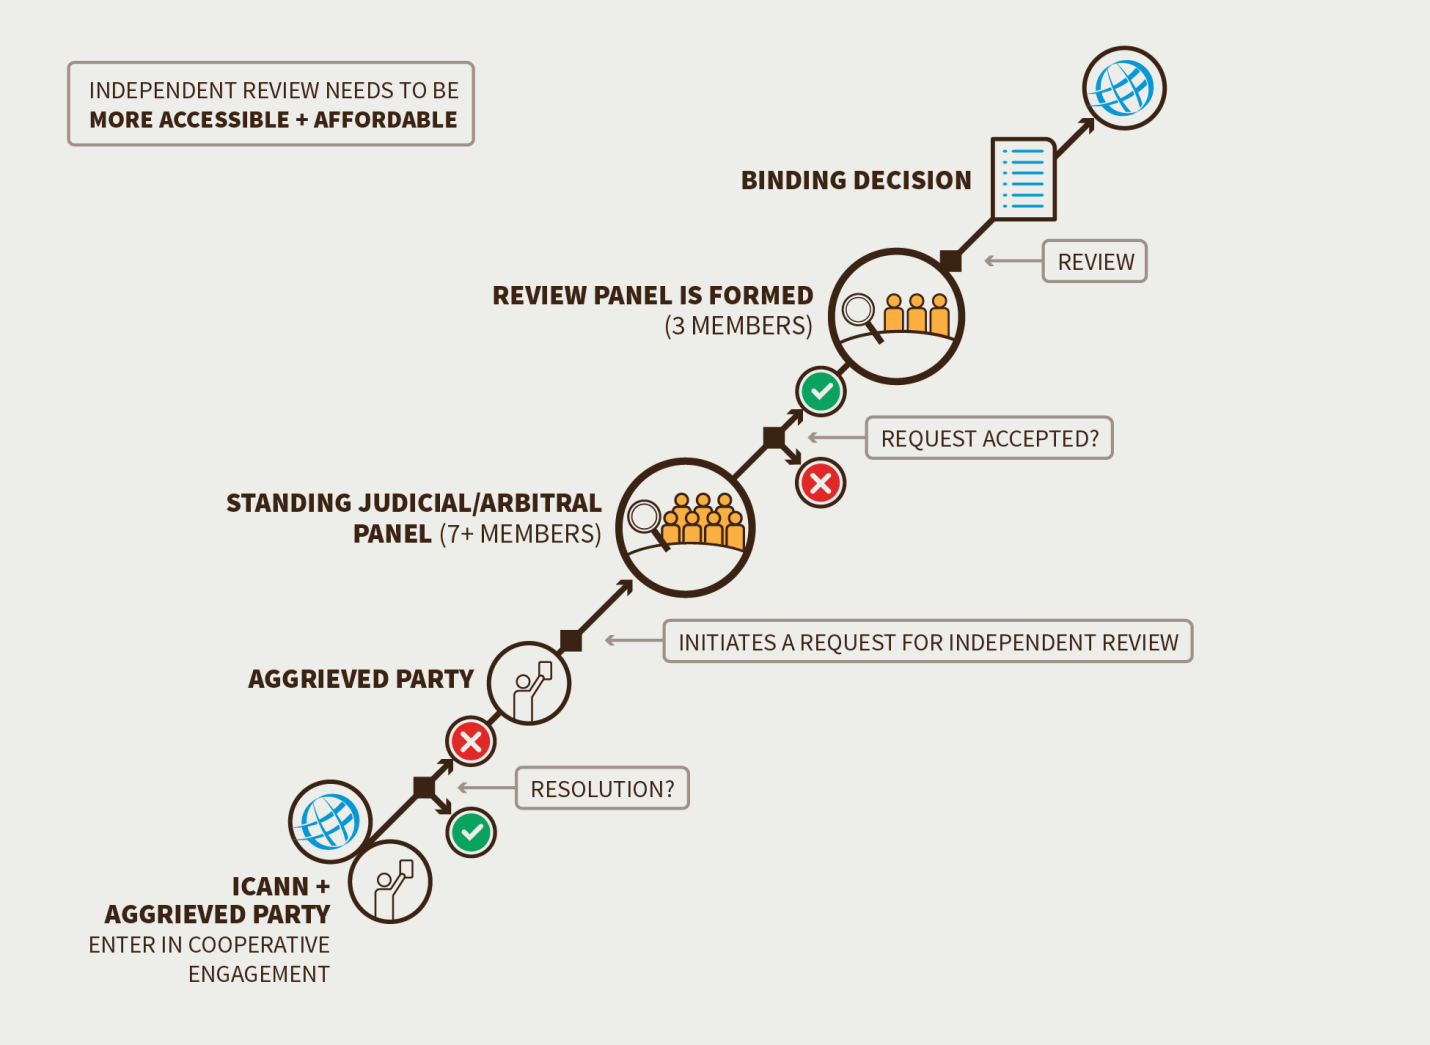 INDEPENDENT REVIEW NEEDS TO BE
MORE ACCESSIBLE + AFFORDABLE
BINDING DECISION
REVIEW
REVIEW PANEL IS FORMED
(3 MEMBERS)
REQUEST ACCEPTED?
STANDING JUDICIAL/ARBITRAL
PANEL (7+ MEMBERS)
INITIATES A REQUEST FOR INDEPENDENT REVIEW
AGGRIEVED PARTY
RESOLUTION?
ICANN +
AGGRIEVED PARTY
ENTER IN COOPERATIVE
ENGAGEMENT